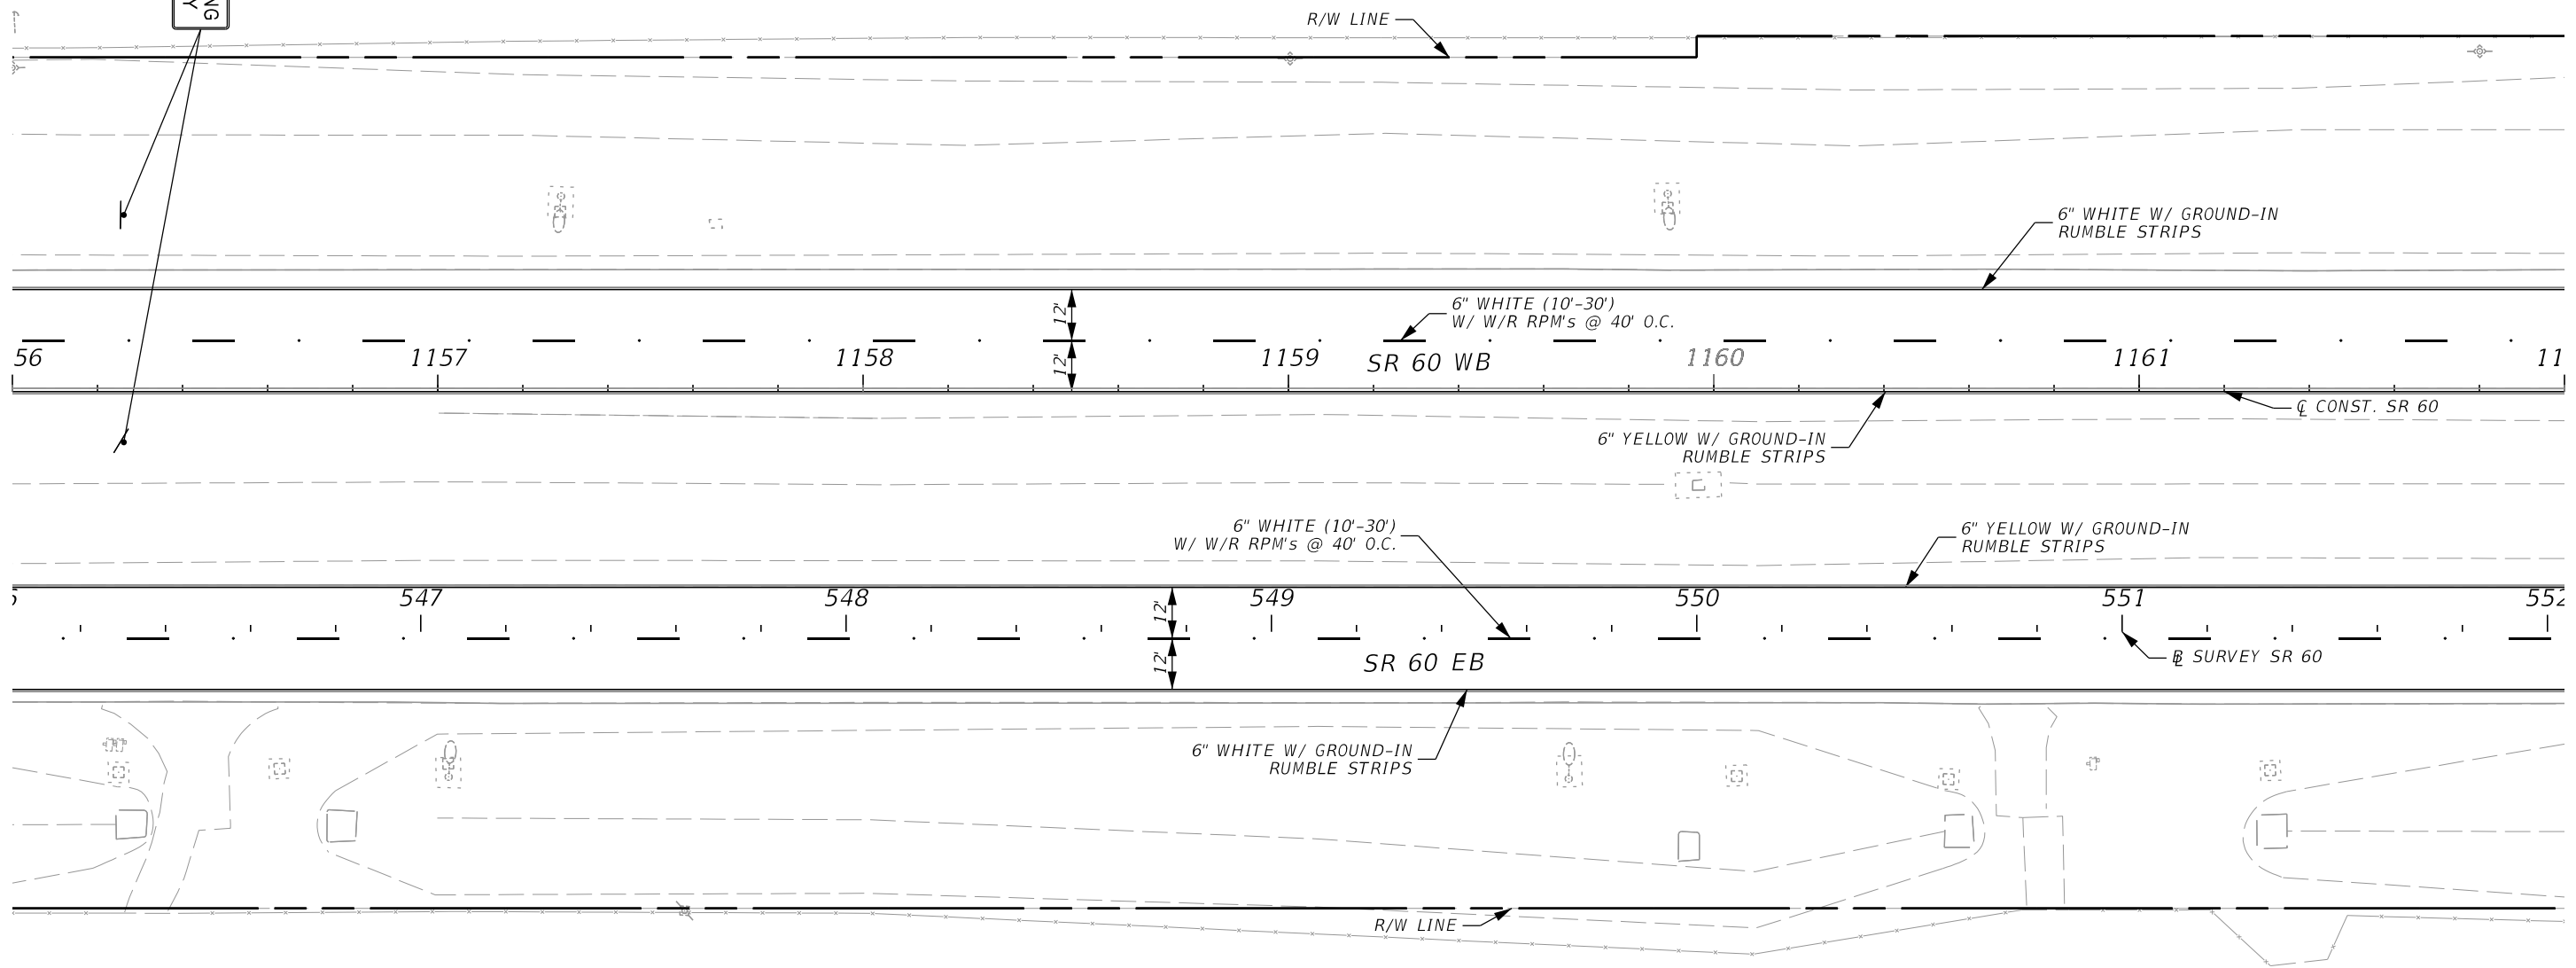 NG
Y
R/W LINE
6" WHITE W/ GROUND-IN
RUMBLE STRIPS
12'
6" WHITE (10'-30')
W/ W/R RPM's @ 40' O.C.
56
1157
1158
12'
1159
SR 60 WB
1160
1161
11
℄ CONST. SR 60
6" YELLOW W/ GROUND-IN
RUMBLE STRIPS
6" WHITE (10'-30')
W/ W/R RPM's @ 40' O.C.
6" YELLOW W/ GROUND-IN
RUMBLE STRIPS
547
548
12'
549
550
551
552
12'
SR 60 EB
BL SURVEY SR 60
6" WHITE W/ GROUND-IN
RUMBLE STRIPS
R/W LINE